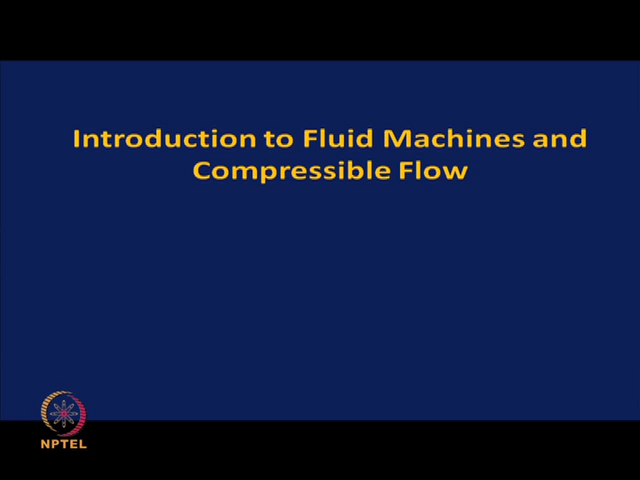 Introduction to Fluid Machines and
Compressible Flow
NPTEL